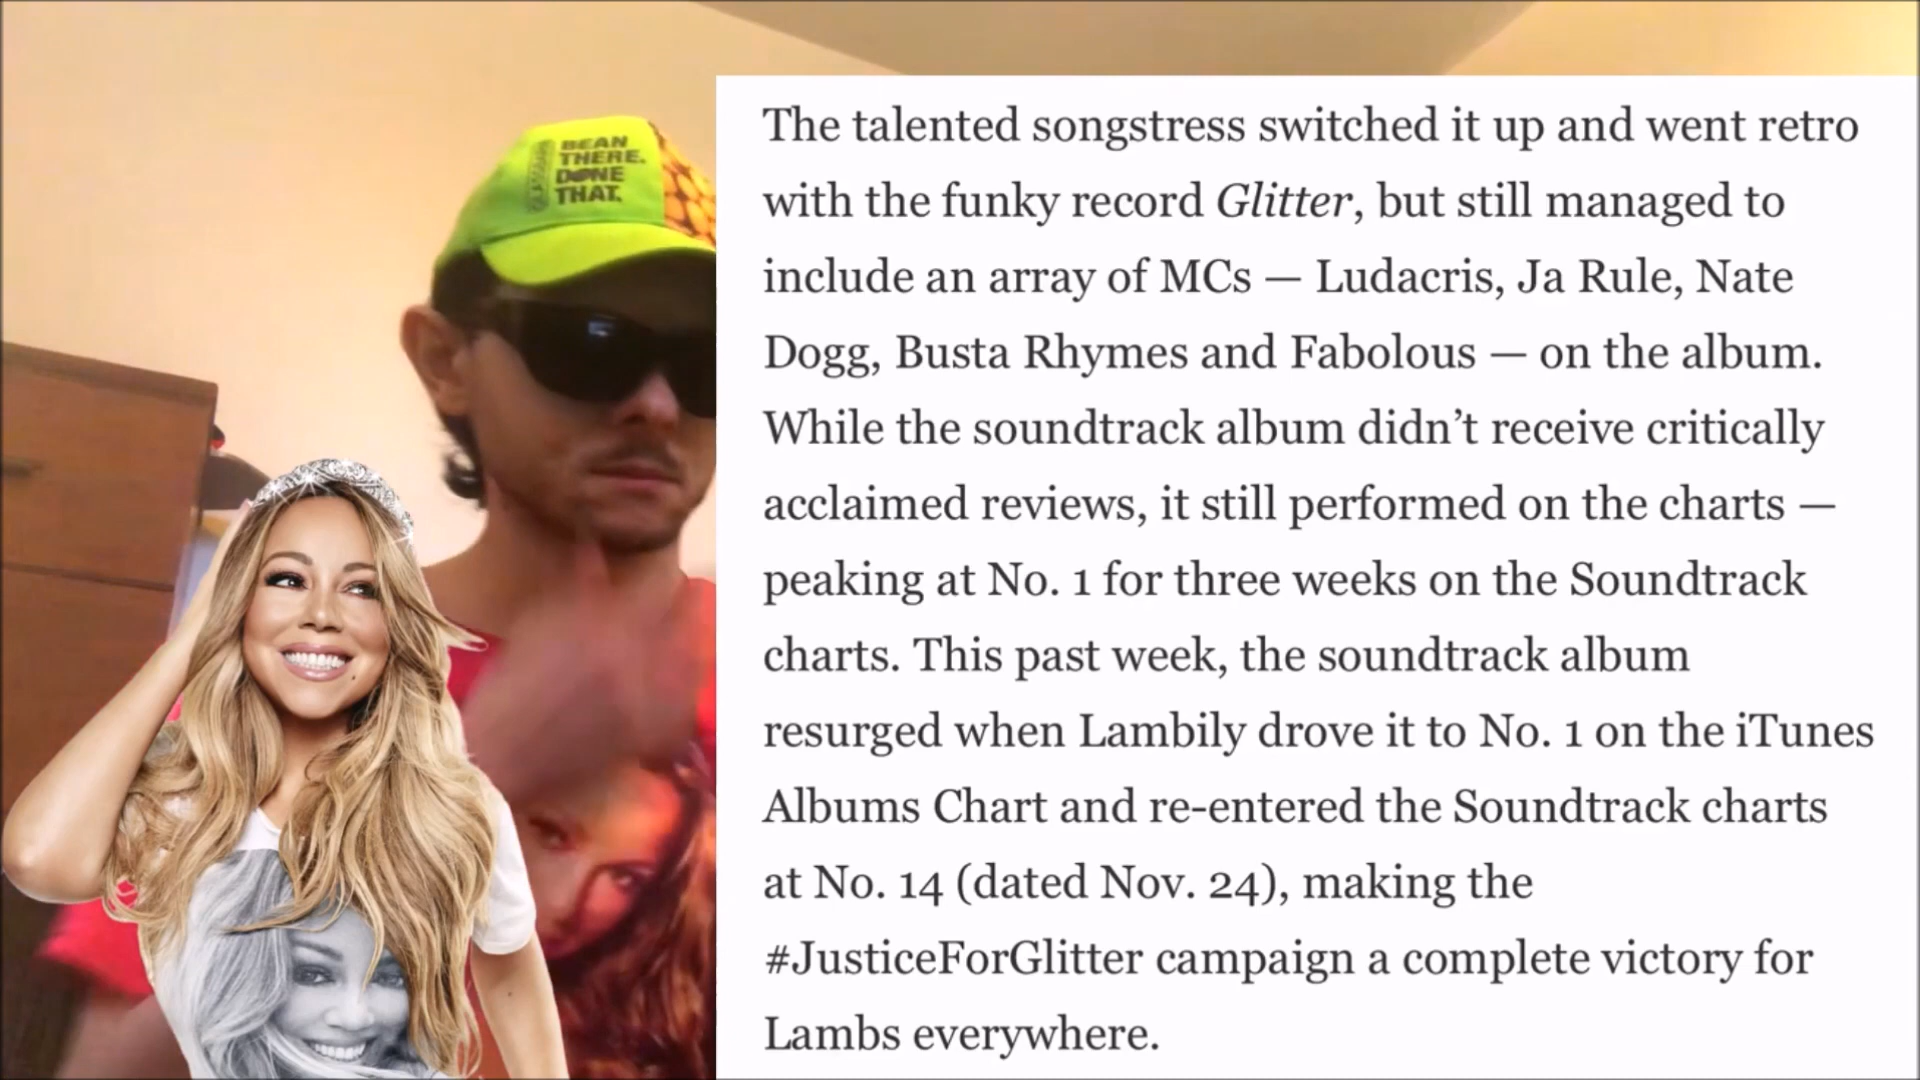 BEAN
THERE.
DONE
THAT.
The talented songstress switched it up and went retro
with the funky record Glitter, but still managed to
include an array of MCs — Ludacris, Ja Rule, Nate
Dogg, Busta Rhymes and Fabolous — on the album.
While the soundtrack album didn’t receive critically
acclaimed reviews, it still performed on the charts —
peaking at No. 1 for three weeks on the Soundtrack
charts. This past week, the soundtrack album
resurged when Lambily drove it to No. 1 on the iTunes
Albums Chart and re-entered the Soundtrack charts
at No. 14 (dated Nov. 24), making the
#JusticeForGlitter campaign a complete victory for
Lambs everywhere.